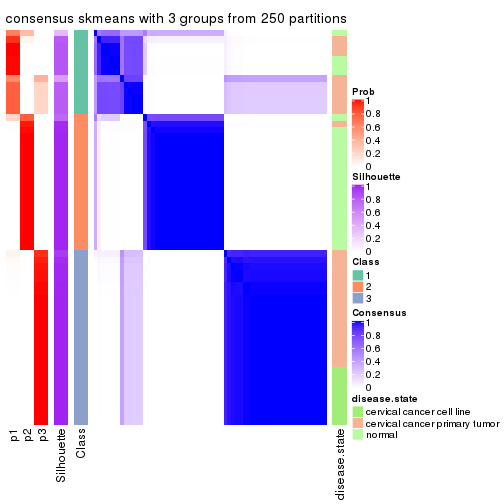 consensus skmeans with 3 groups from 250 partitions
Prob
1
0.8
0.6
0.4
0.2
0
Silhouette
1
0.8
0.6
0.4
0.2
0
Class
1
2
3
Consensus
1
0.8
0.6
0.4
0.2
0
disease.state
cervical cancer cell line
cervical cancer primary tumor
normal
p1
p2
p3
Silhouette
Class
disease.state